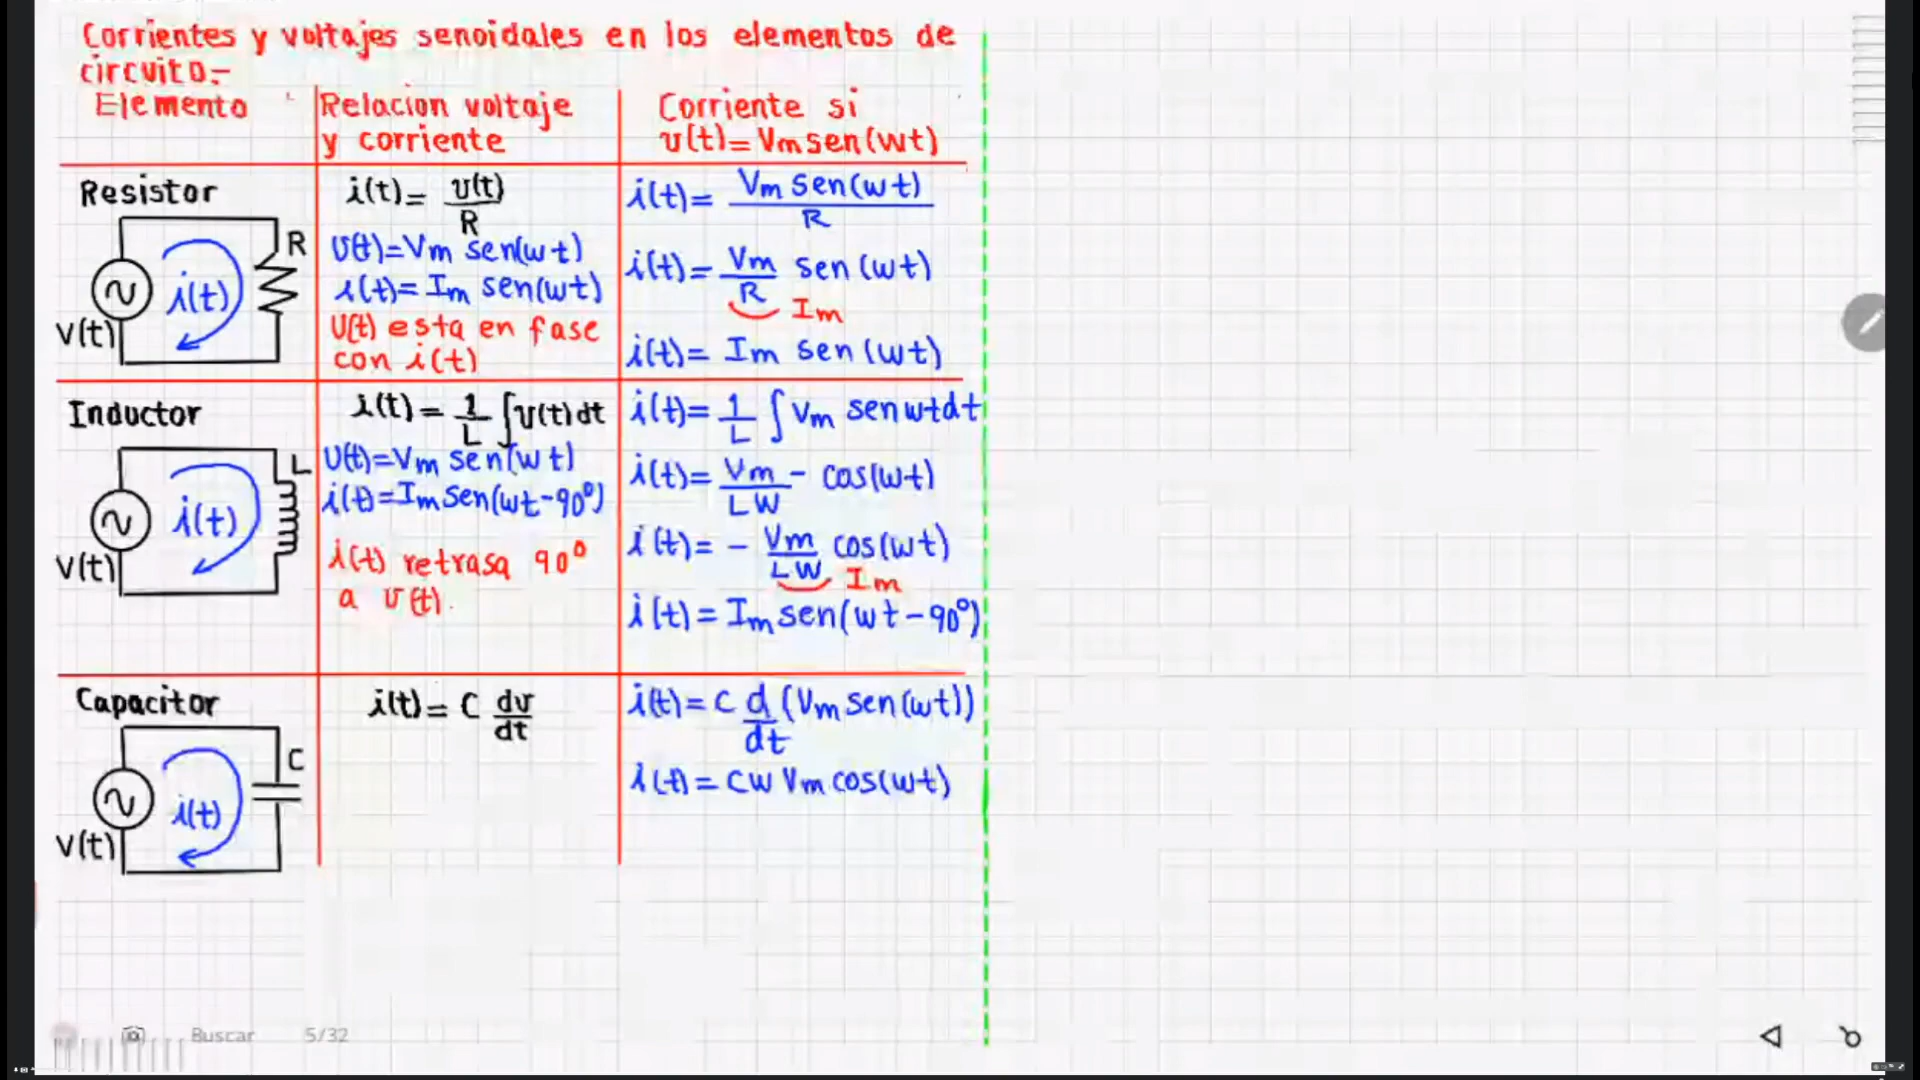 Corrientes y voltajes senoidales en los elementos de
circuito.-
Elemento
Relacion voltaje
y corriente
Corriente si
v(t)=Vm sen(wt)
Resistor
R
i(t)
V(t)
i(t)= v(t)/R
v(t)=Vm sen(wt)
i(t)=Im sen(wt)
v(t) esta en fase
con i(t)
i(t)= Vm sen(wt)/R
i(t)= Vm/R sen(wt)
Im
i(t)= Im sen(wt)
Inductor
L
i(t)
V(t)
i(t)= 1/L ∫v(t)dt
v(t)=Vm sen(wt)
i(t)=Im sen(wt-90°)
i(t) retrasa 90°
a v(t).
i(t)= 1/L ∫ Vm senwtdt
i(t)= Vm/LW - cos(wt)
i(t)= - Vm/LW cos(wt)
Im
i(t)= Im sen(wt-90°)
Capacitor
C
i(t)
V(t)
i(t)= C dv/dt
i(t)= C d/dt (Vm sen(wt))
i(t)= CW Vm cos(wt)
Buscar
5/32